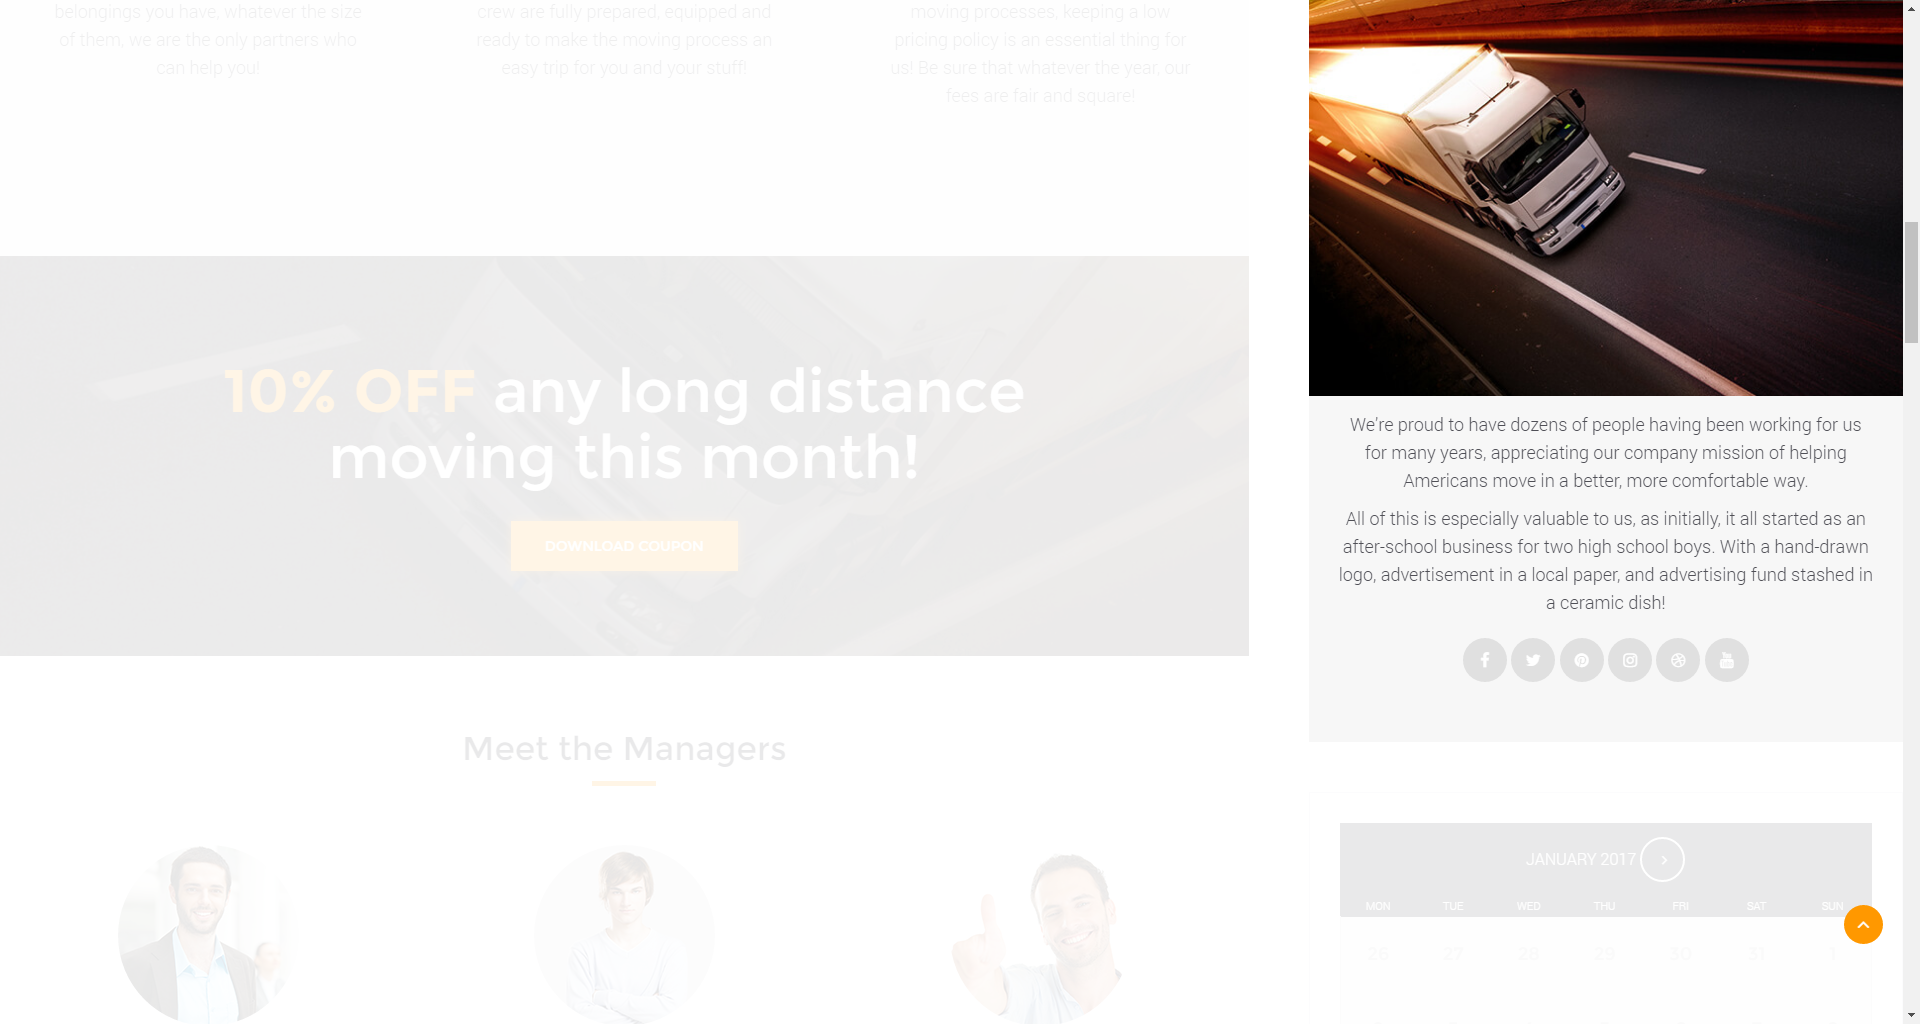 belongings you have, whatever the size
of them, we are the only partners who
can help you!
crew are fully prepared, equipped and
ready to make the moving process an
easy trip for you and your stuff!
moving processes, keeping a low
pricing policy is an essential thing for
us! Be sure that whatever the year, our
fees are fair and square!
10% OFF any long distance
moving this month!
DOWNLOAD COUPON
Meet the Managers
We’re proud to have dozens of people having been working for us
for many years, appreciating our company mission of helping
Americans move in a better, more comfortable way.
All of this is especially valuable to us, as initially, it all started as an
after-school business for two high school boys. With a hand-drawn
logo, advertisement in a local paper, and advertising fund stashed in
a ceramic dish!
JANUARY 2017
MON TUE WED THU FRI SAT SUN
26 27 28 29 30 31 1